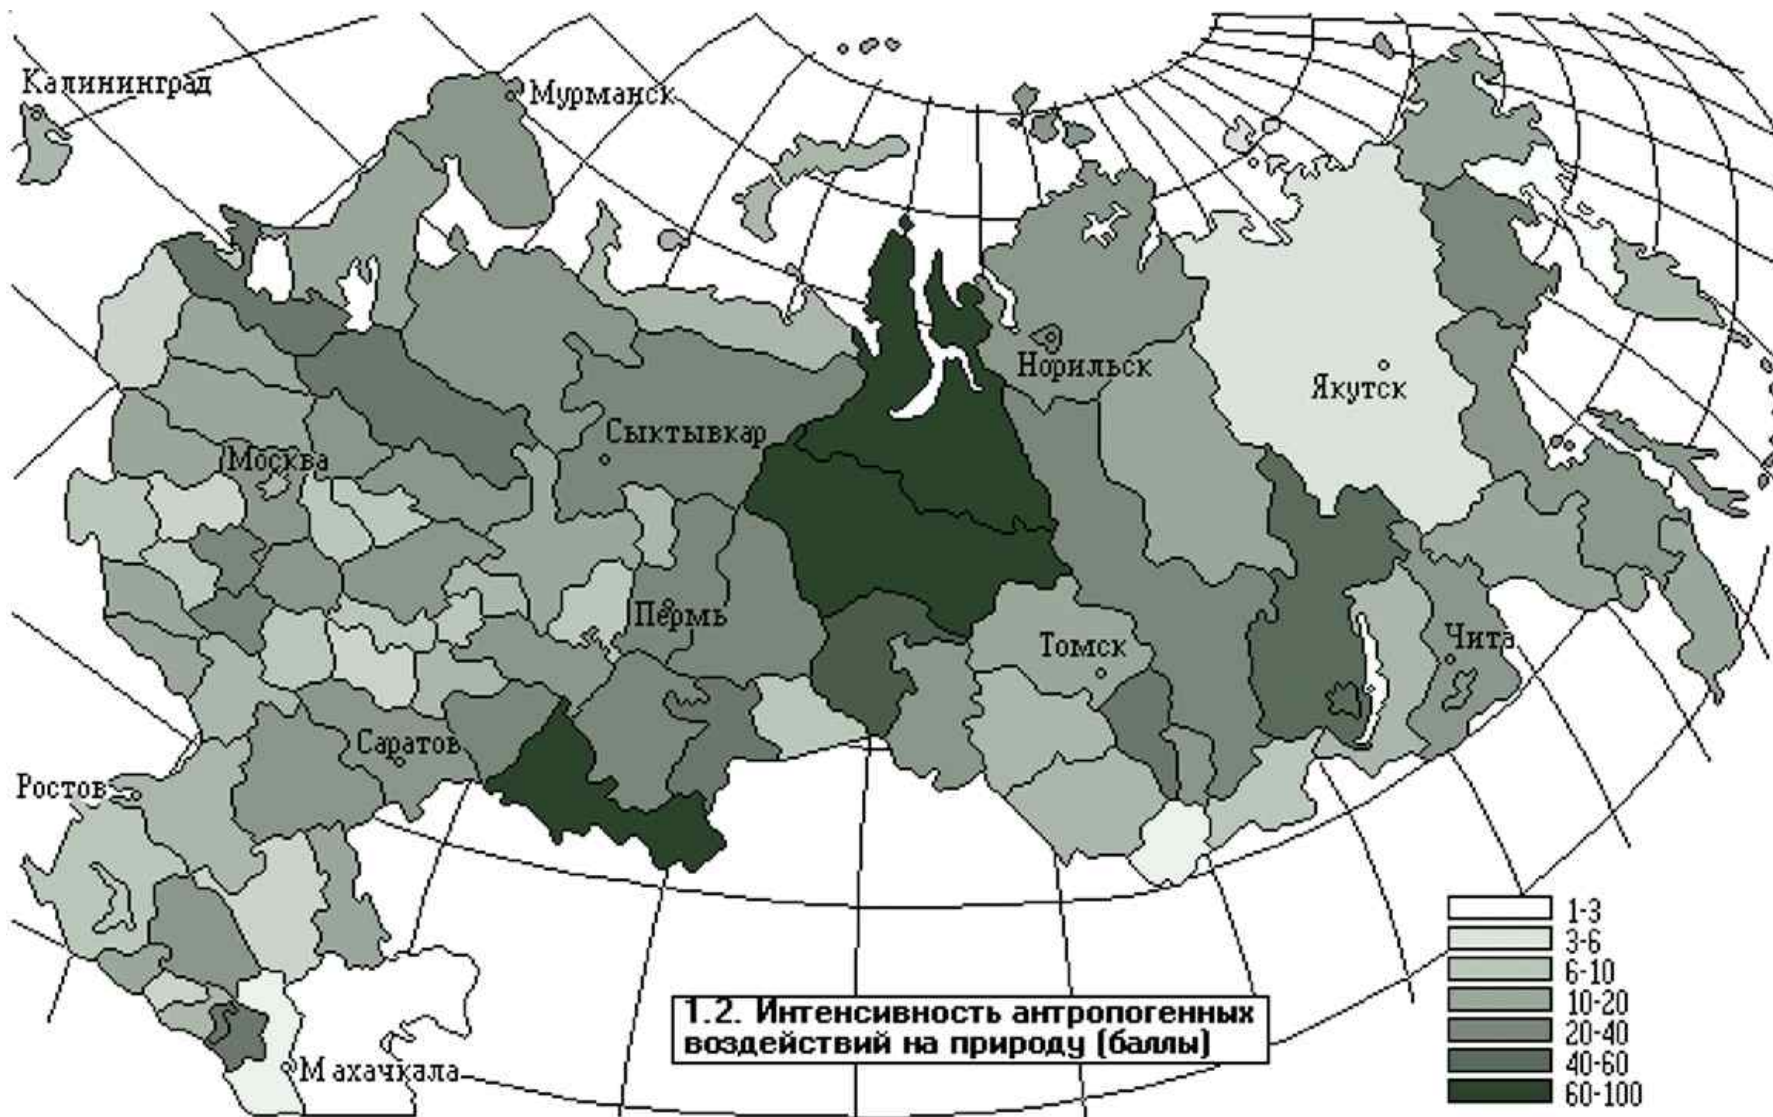 Калининград
Мурманск
Норильск
Якутск
Сыктывкар
Москва
Пермь
Томск
Чита
Саратов
Ростов
1-3
3-6
6-10
10-20
20-40
40-60
60-100
1.2. Интенсивность антропогенных
воздействий на природу (баллы)
Махачкала